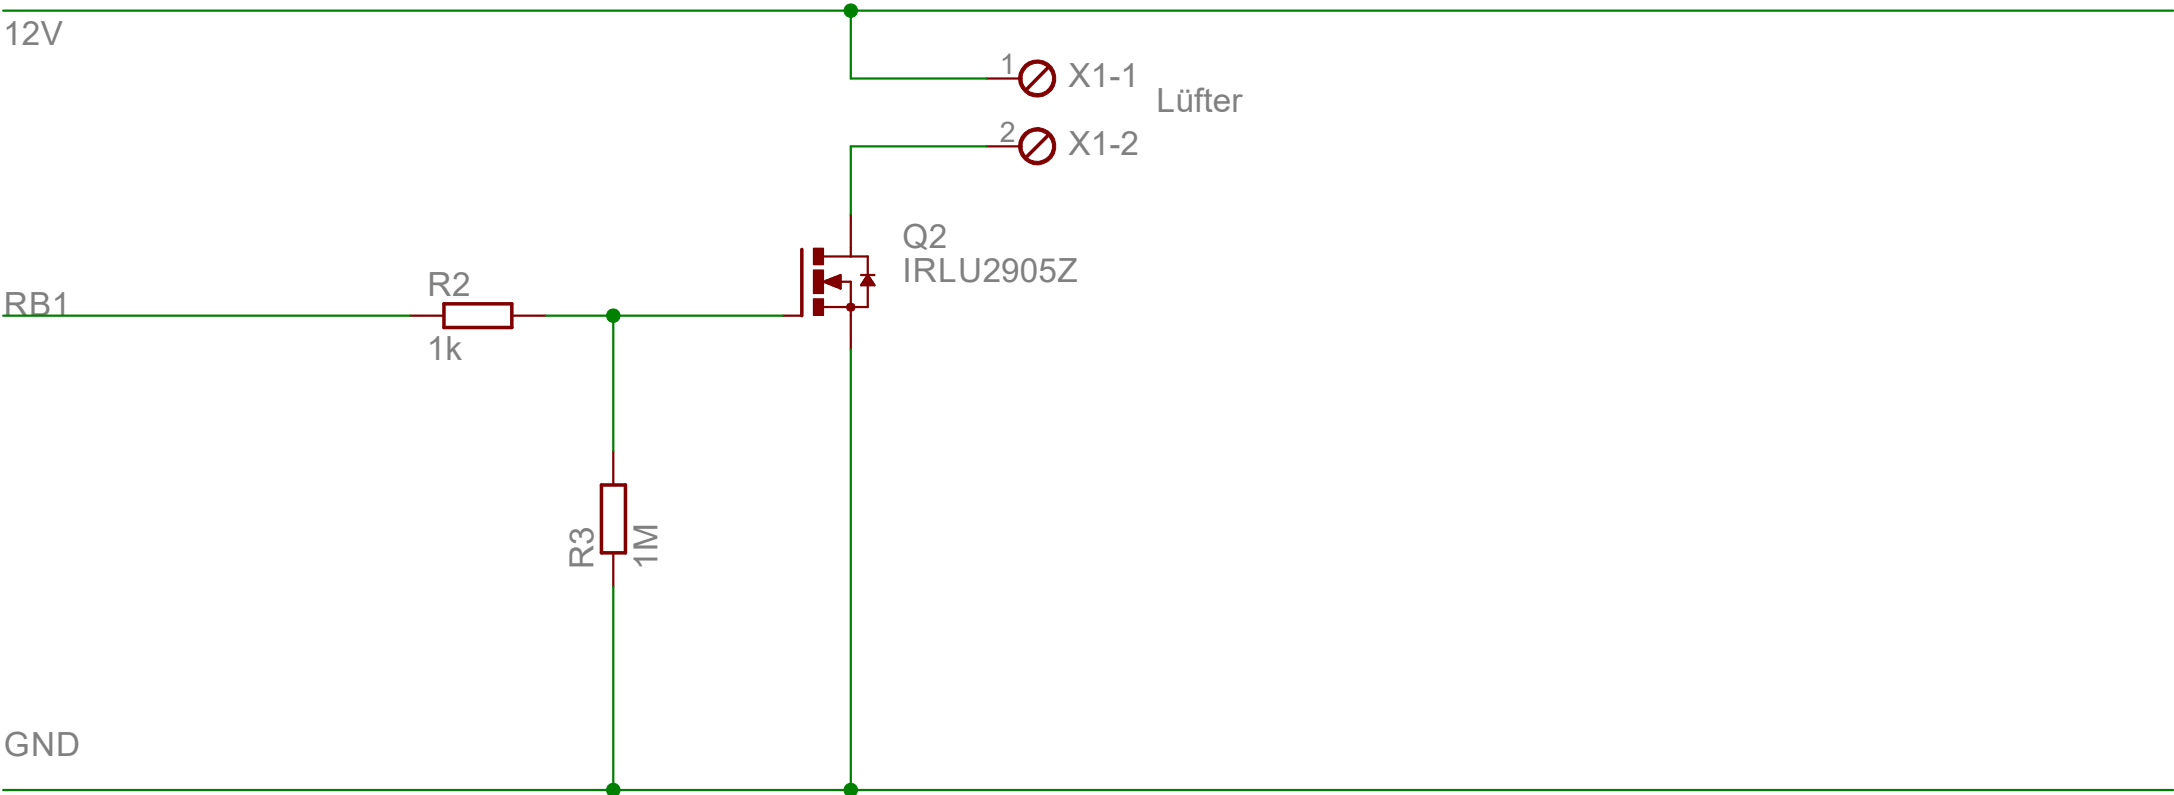 12V
1
X1-1
Lüfter
2
X1-2
Q2
IRLU2905Z
R2
RB1
1k
R3
1M
GND